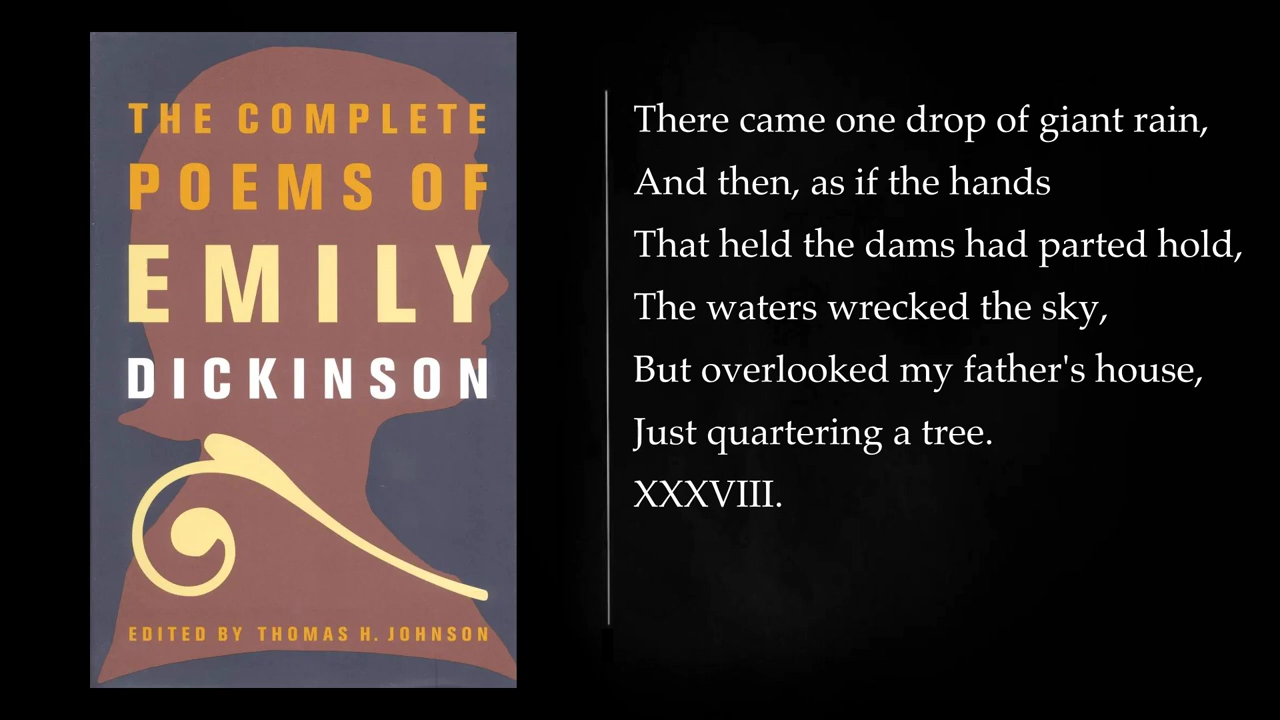 THE COMPLETE
POEMS OF
EMILY
DICKINSON
EDITED BY THOMAS H. JOHNSON
There came one drop of giant rain,
And then, as if the hands
That held the dams had parted hold,
The waters wrecked the sky,
But overlooked my father's house,
Just quartering a tree.
XXXVIII.